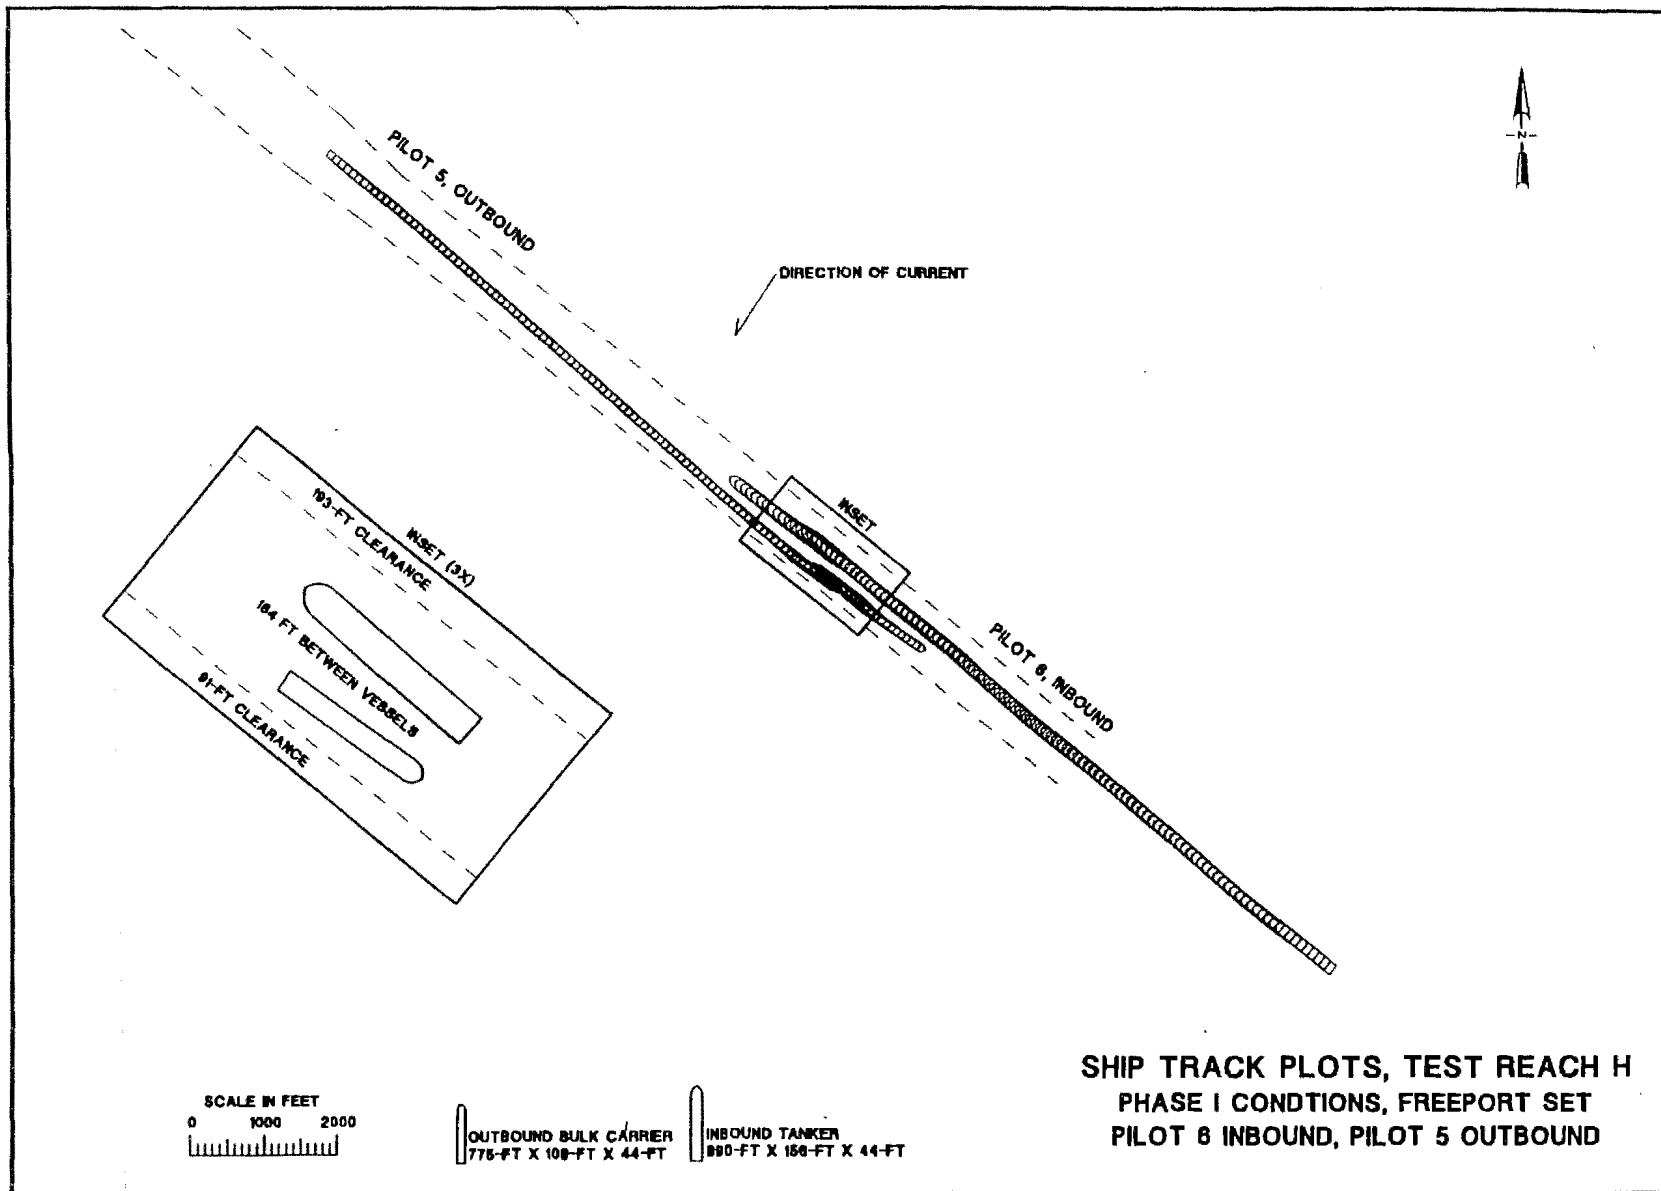 N
PILOT 5, OUTBOUND
DIRECTION OF CURRENT
INSET
PILOT 6, INBOUND
INSET (3X)
193-FT CLEARANCE
164 FT BETWEEN VESSELS
91-FT CLEARANCE
SCALE IN FEET
0 1000 2000
OUTBOUND BULK CARRIER
775-FT X 106-FT X 44-FT
INBOUND TANKER
990-FT X 156-FT X 44-FT
SHIP TRACK PLOTS, TEST REACH H
PHASE I CONDTIONS, FREEPORT SET
PILOT 6 INBOUND, PILOT 5 OUTBOUND